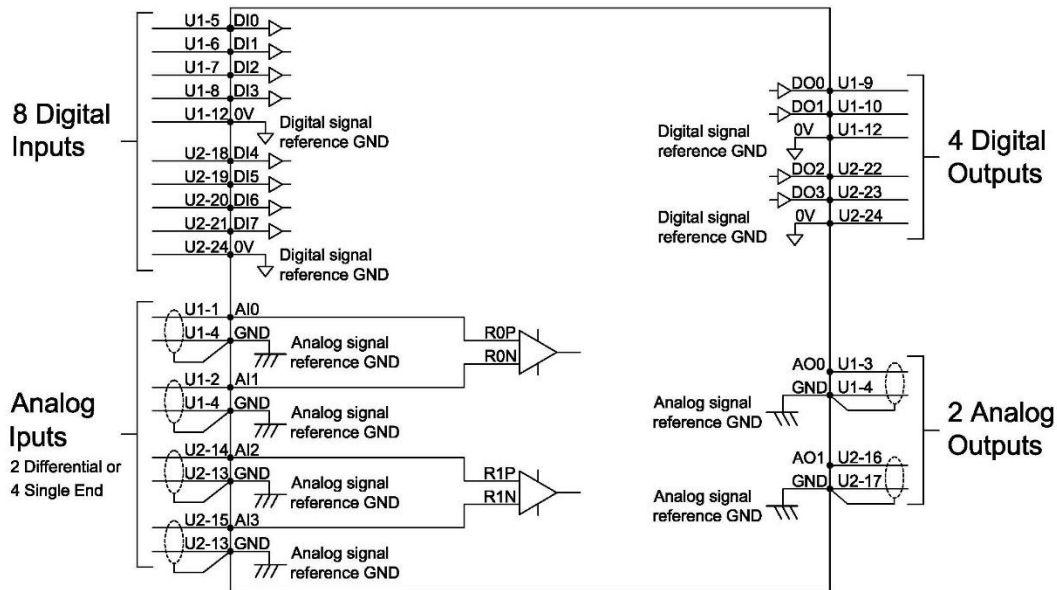 8 Digital
Inputs
U1-5 DI0
U1-6 DI1
U1-7 DI2
U1-8 DI3
U1-12 0V
Digital signal
reference GND
U2-18 DI4
U2-19 DI5
U2-20 DI6
U2-21 DI7
U2-24 0V
Digital signal
reference GND
Analog
Iputs
2 Differential or
4 Single End
U1-1 AI0
U1-4 GND
Analog signal
reference GND
U1-2 AI1
U1-4 GND
Analog signal
reference GND
R0P
R0N
U2-14 AI2
U2-13 GND
Analog signal
reference GND
U2-15 AI3
U2-13 GND
Analog signal
reference GND
R1P
R1N
DO0 U1-9
DO1 U1-10
0V U1-12
Digital signal
reference GND
DO2 U2-22
DO3 U2-23
0V U2-24
Digital signal
reference GND
4 Digital
Outputs
AO0 U1-3
GND U1-4
Analog signal
reference GND
AO1 U2-16
GND U2-17
Analog signal
reference GND
2 Analog
Outputs